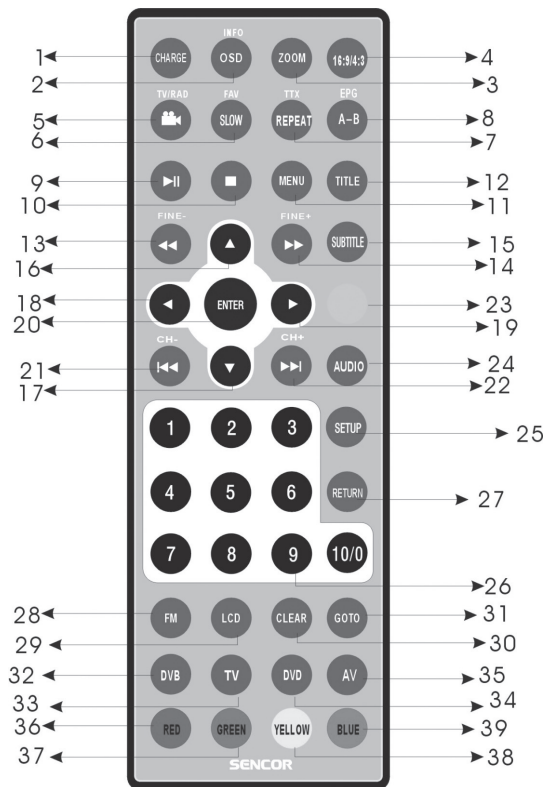 INFO
1 CHARGE OSD ZOOM 16:9/4:3 4
2 3
TV/RAD FAV TTX EPG
5 SLOW REPEAT A-B 8
6 7
9 MENU TITLE 12
10 11
FINE- FINE+
13 SUBTITLE 15
16 14
18 ENTER 23
20 19
CH- CH+
21 AUDIO 24
17 22
1 2 3 SETUP 25
4 5 6 RETURN 27
7 8 9 10/0
26
28 FM LCD CLEAR GOTO 31
29 30
32 DVB TV DVD AV 35
33 34
36 RED GREEN YELLOW BLUE 39
37 38
SENCOR